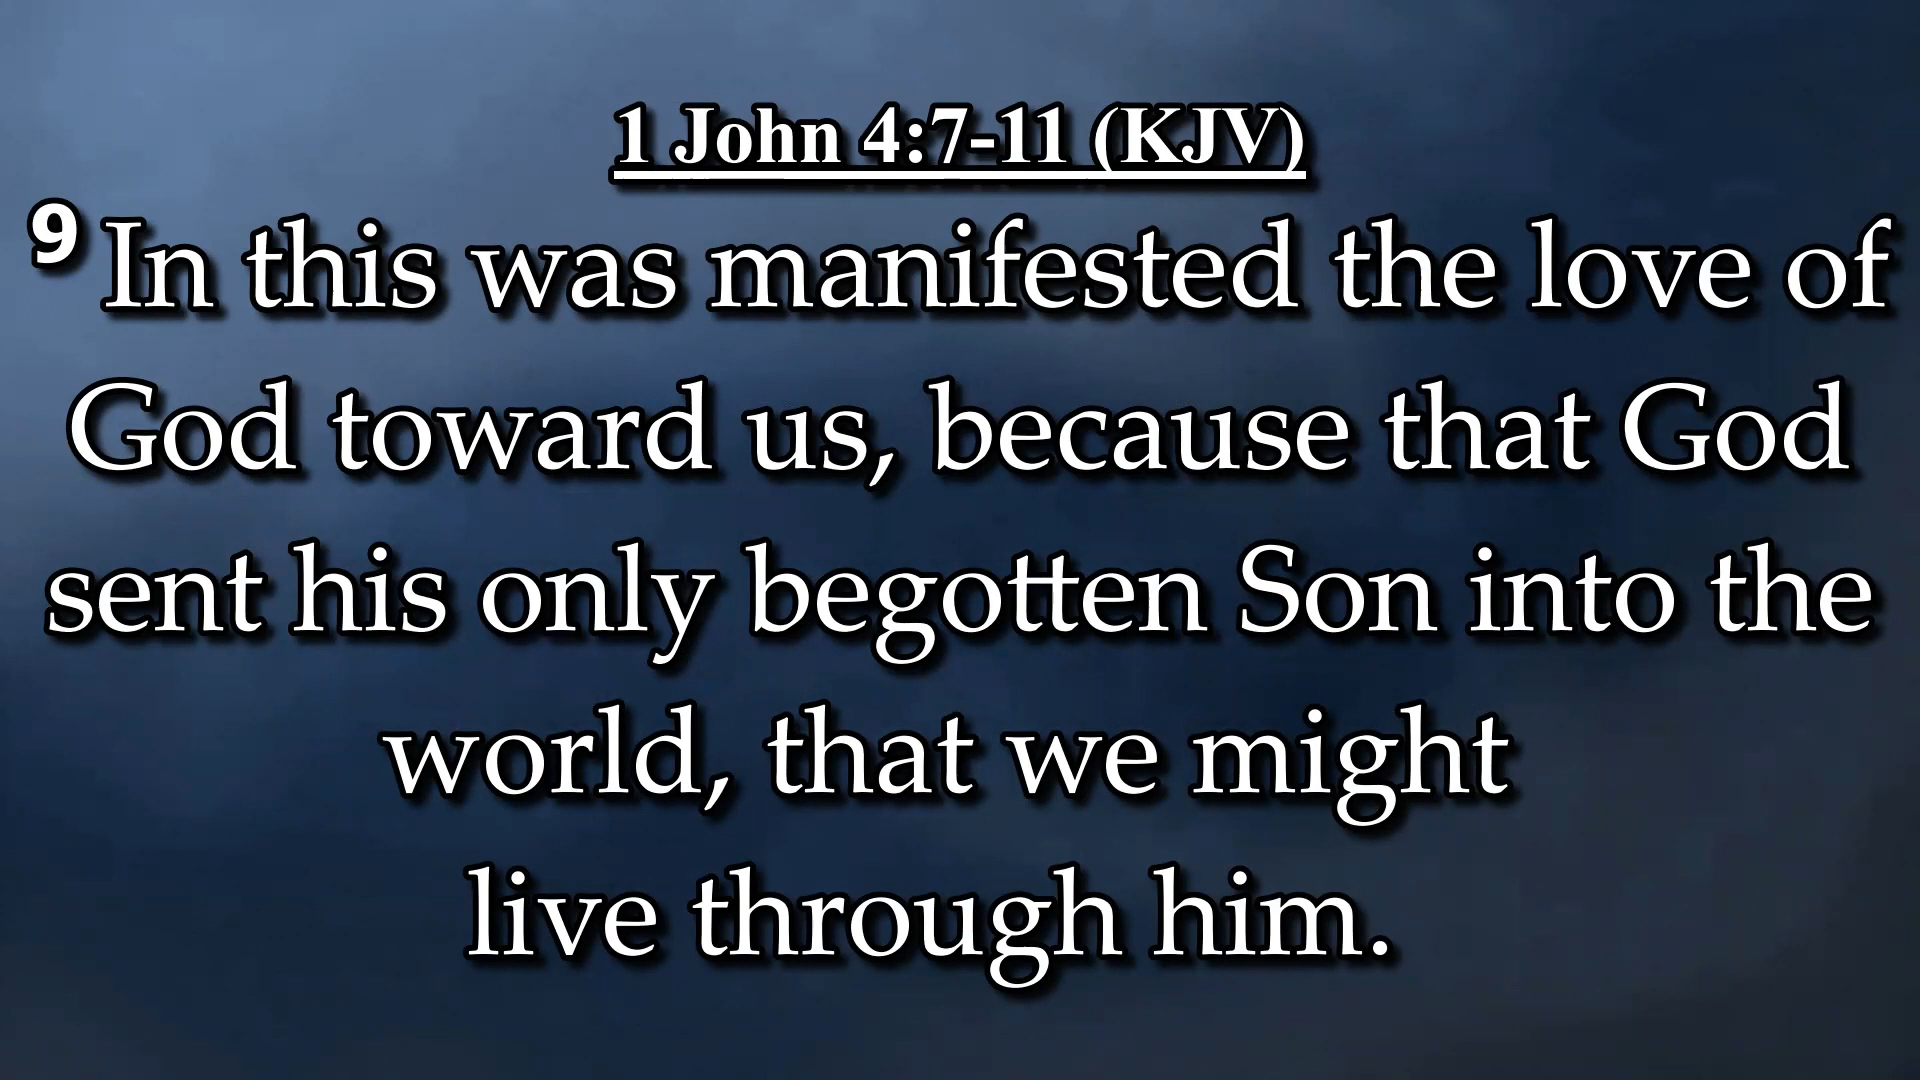 1 John 4:7-11 (KJV)
9 In this was manifested the love of
God toward us, because that God
sent his only begotten Son into the
world, that we might
live through him.